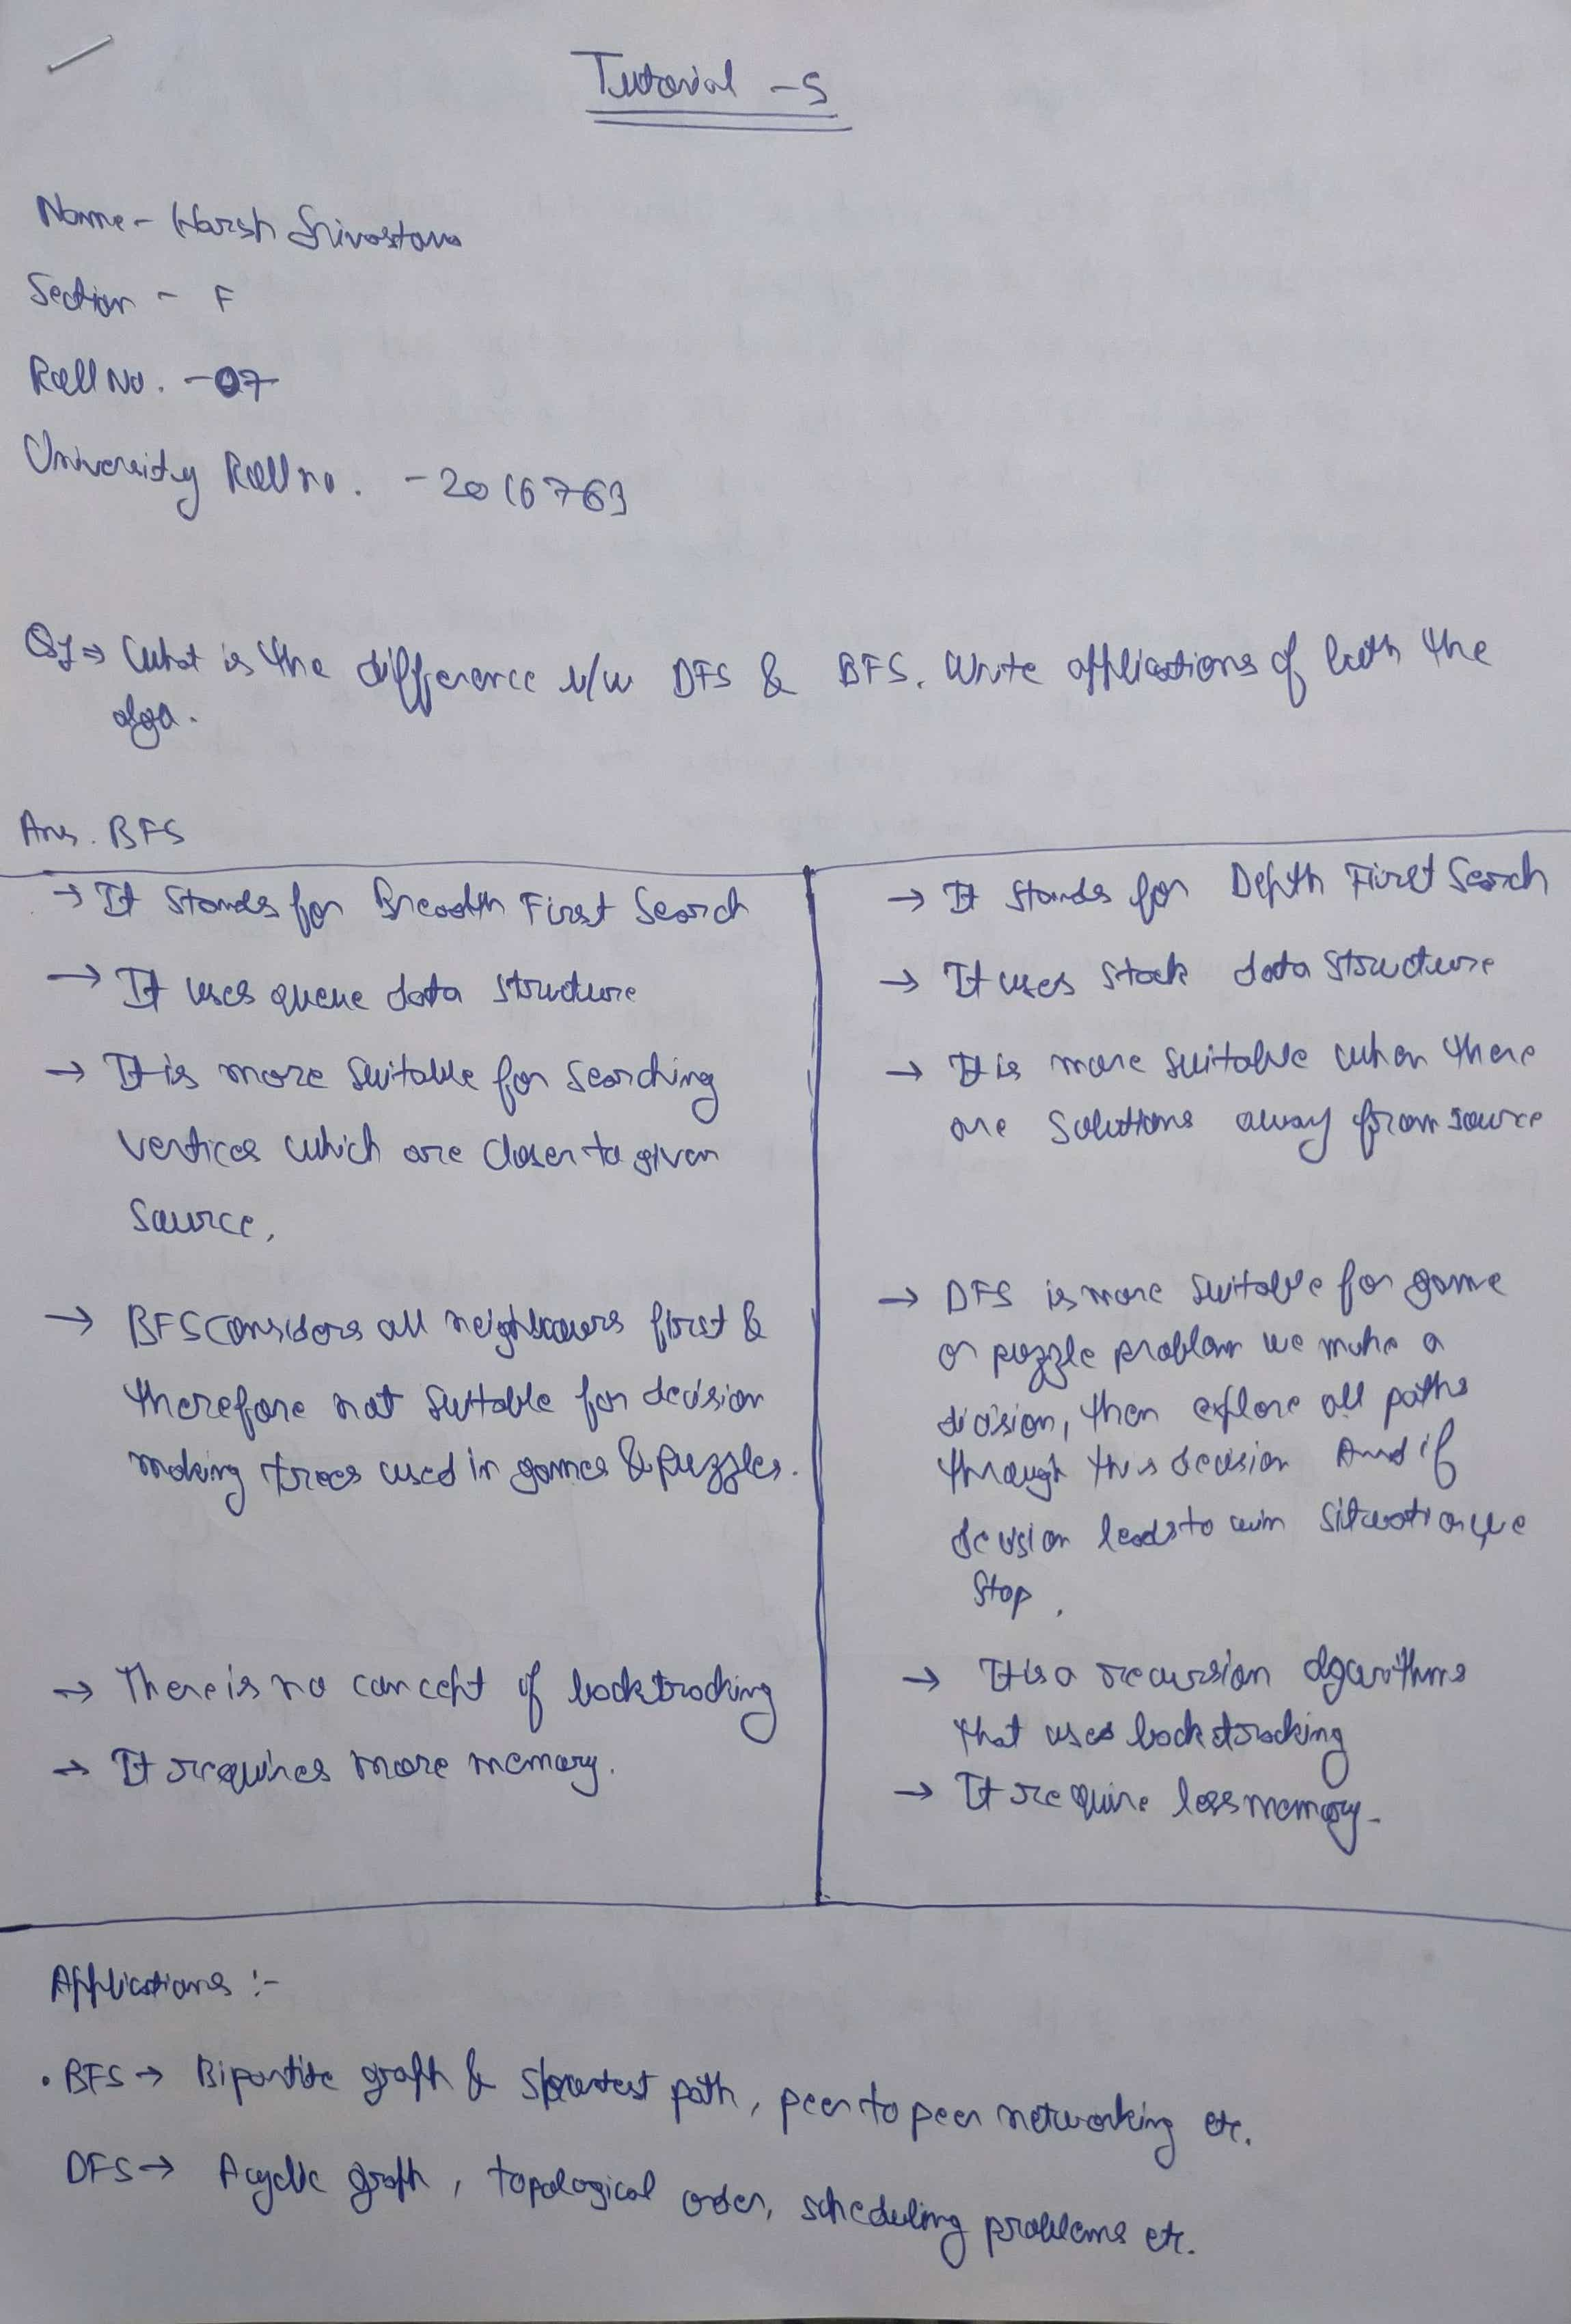 Tutorial -5
Name - Harsh Srivastava
Section - F
Roll No. - 07
University Roll no. - 2016763
Q1⇒ What is the difference b/w DFS & BFS. Write applications of both the
algo.
Ans. BFS
→ It stands for Breadth First Search
→ It uses queue data structure
→ It is more suitable for searching
vertices which are closer to given
source.
→ BFS considers all neighbours first &
therefore not suitable for decision
making trees used in games & puzzles.
→ There is no concept of backtracking
→ It requires more memory.
→ It stands for Depth First Search
→ It uses stack data structure
→ It is more suitable when there
are solutions away from source
→ DFS is more suitable for game
or puzzle problem we make a
decision, then explore all paths
through this decision And if
decision leads to win situation we
stop.
→ It is a recursion algorithms
that uses backtracking
→ It require less memory.
Applications :-
. BFS → Bipartite graph & shortest path, peer to peer networking etc.
DFS → Acyclic graph, topological order, scheduling problems etc.